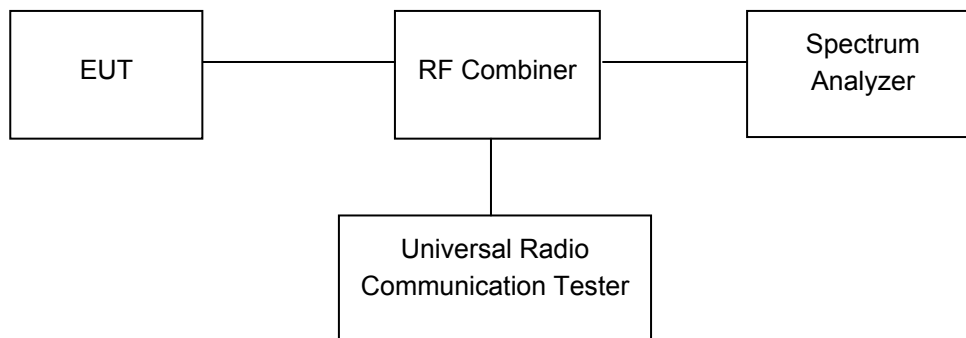 EUT
RF Combiner
Spectrum
Analyzer
Universal Radio
Communication Tester